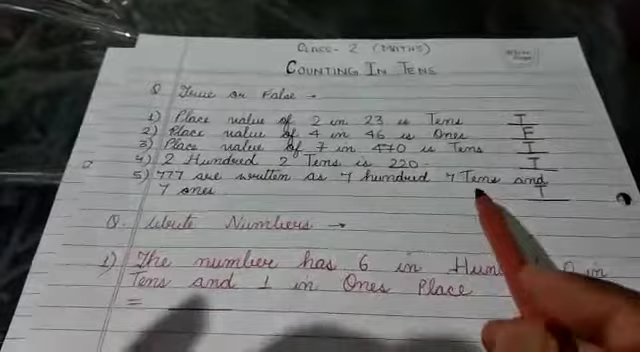 CLASS- 2 (MATHS)
COUNTING IN TENS
Q True or False →
1) Place value of 2 in 23 is Tens T
2) Place value of 4 in 46 is Ones F
3) Place value of 7 in 470 is Tens T
4) 2 Hundred 2 Tens is 220. T
5) 777 are written as 7 hundred 7 Tens and
7 ones T
Q. Write Numbers →
1) The number has 6 in in
Tens and 1 in Ones Place
=